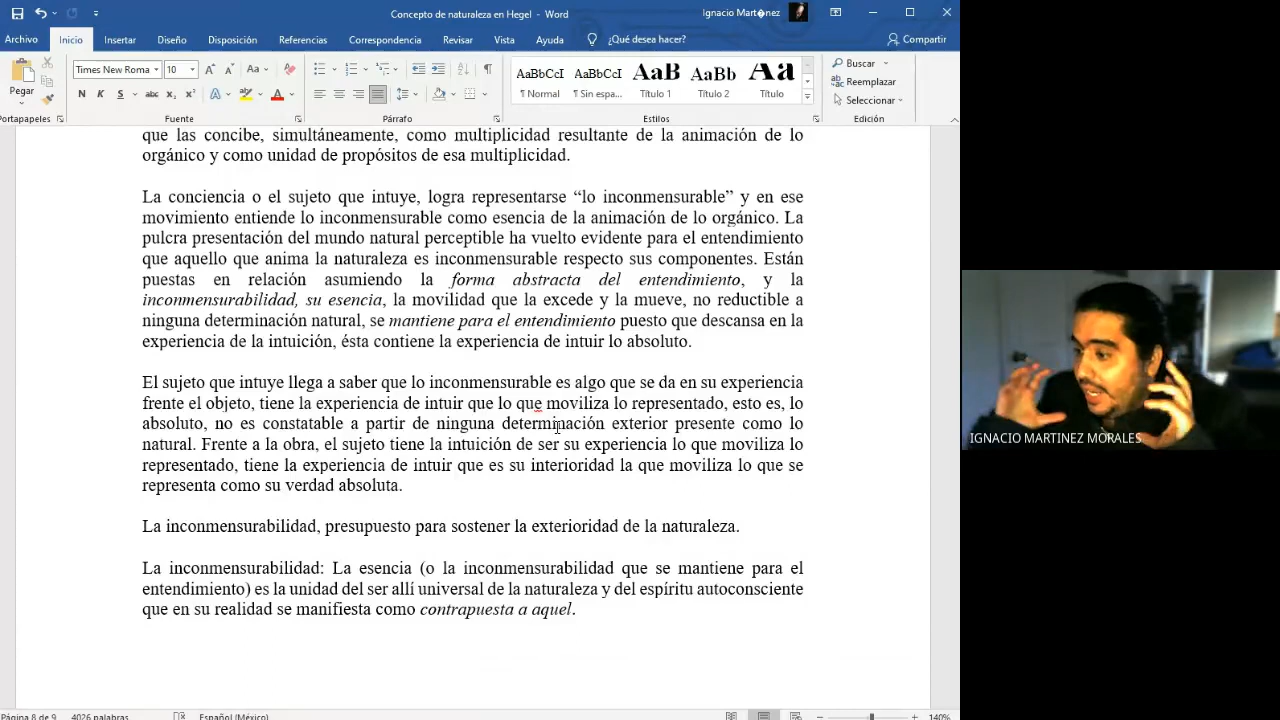 Concepto de naturaleza en Hegel - Word
Ignacio Mart�nez
Archivo Inicio Insertar Diseño Disposición Referencias Correspondencia Revisar Vista Ayuda ¿Qué desea hacer? Compartir
Pegar
Times New Roma 10 Aa
N K S abc x₂ x² A A
AaBbCcI AaBbCcI AaB AaBb Aa
¶ Normal ¶ Sin espa... Título 1 Título 2 Título
Buscar
Reemplazar
Seleccionar
Portapapeles Fuente Párrafo Estilos Edición
que las concibe, simultáneamente, como multiplicidad resultante de la animación de lo
orgánico y como unidad de propósitos de esa multiplicidad.
La conciencia o el sujeto que intuye, logra representarse “lo inconmensurable” y en ese
movimiento entiende lo inconmensurable como esencia de la animación de lo orgánico. La
pulcra presentación del mundo natural perceptible ha vuelto evidente para el entendimiento
que aquello que anima la naturaleza es inconmensurable respecto sus componentes. Están
puestas en relación asumiendo la forma abstracta del entendimiento, y la
inconmensurabilidad, su esencia, la movilidad que la excede y la mueve, no reductible a
ninguna determinación natural, se mantiene para el entendimiento puesto que descansa en la
experiencia de la intuición, ésta contiene la experiencia de intuir lo absoluto.
El sujeto que intuye llega a saber que lo inconmensurable es algo que se da en su experiencia
frente el objeto, tiene la experiencia de intuir que lo que moviliza lo representado, esto es, lo
absoluto, no es constatable a partir de ninguna determinación exterior presente como lo
natural. Frente a la obra, el sujeto tiene la intuición de ser su experiencia lo que moviliza lo
representado, tiene la experiencia de intuir que es su interioridad la que moviliza lo que se
representa como su verdad absoluta.
La inconmensurabilidad, presupuesto para sostener la exterioridad de la naturaleza.
La inconmensurabilidad: La esencia (o la inconmensurabilidad que se mantiene para el
entendimiento) es la unidad del ser allí universal de la naturaleza y del espíritu autoconsciente
que en su realidad se manifiesta como contrapuesta a aquel.
Página 8 de 9 4026 palabras Español (México) 140%
IGNACIO MARTINEZ MORALES